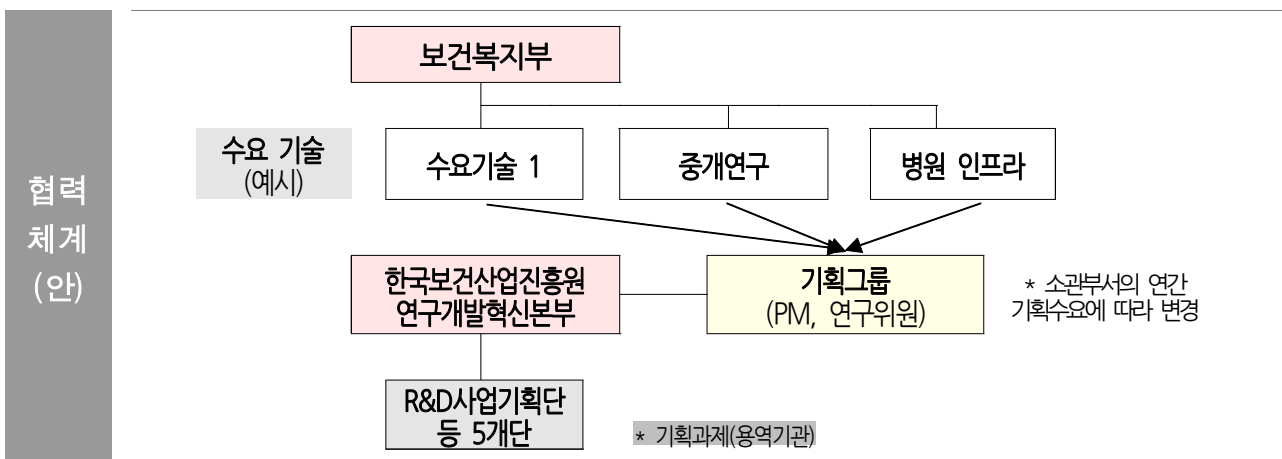 협력
체계
(안)
보건복지부
수요 기술
(예시)
수요기술 1
중개연구
병원 인프라
한국보건산업진흥원
연구개발혁신본부
기획그룹
(PM, 연구위원)
* 소관부서의 연간
기획수요에 따라 변경
R&D사업기획단
등 5개단
* 기획과제(용역기관)